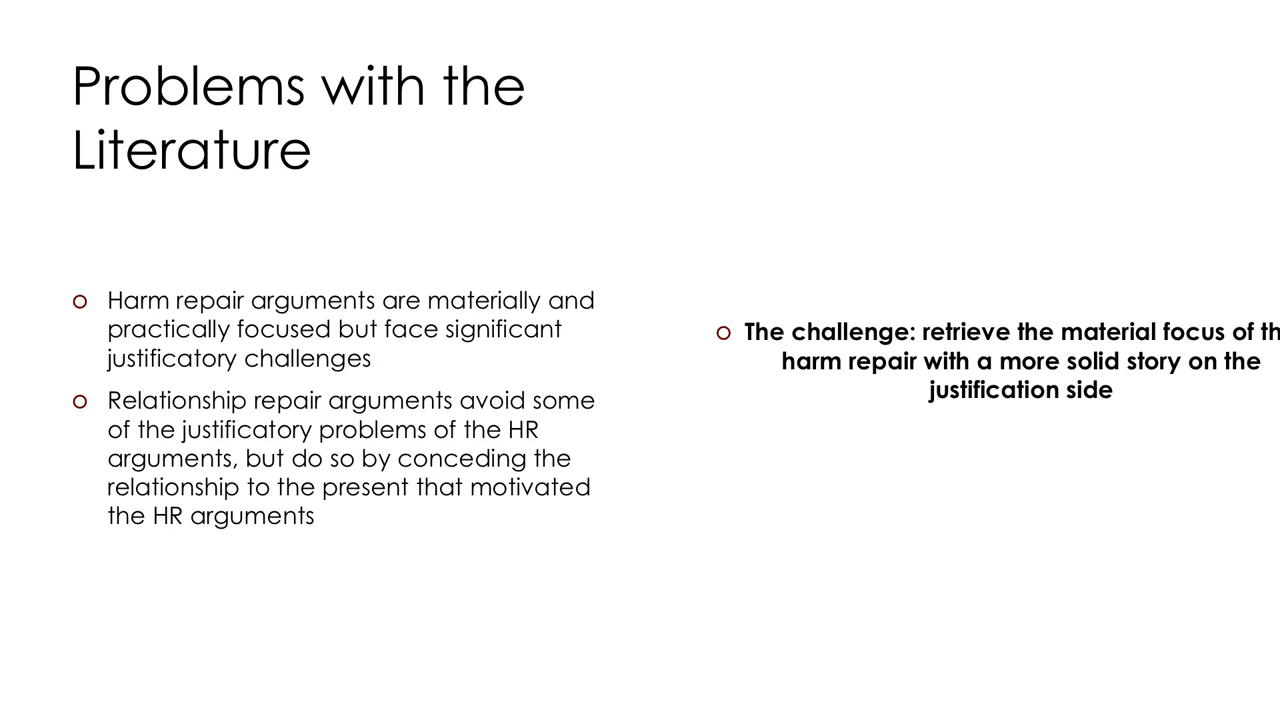 Problems with the
Literature
Harm repair arguments are materially and
practically focused but face significant
justificatory challenges
Relationship repair arguments avoid some
of the justificatory problems of the HR
arguments, but do so by conceding the
relationship to the present that motivated
the HR arguments
The challenge: retrieve the material focus of th
harm repair with a more solid story on the
justification side